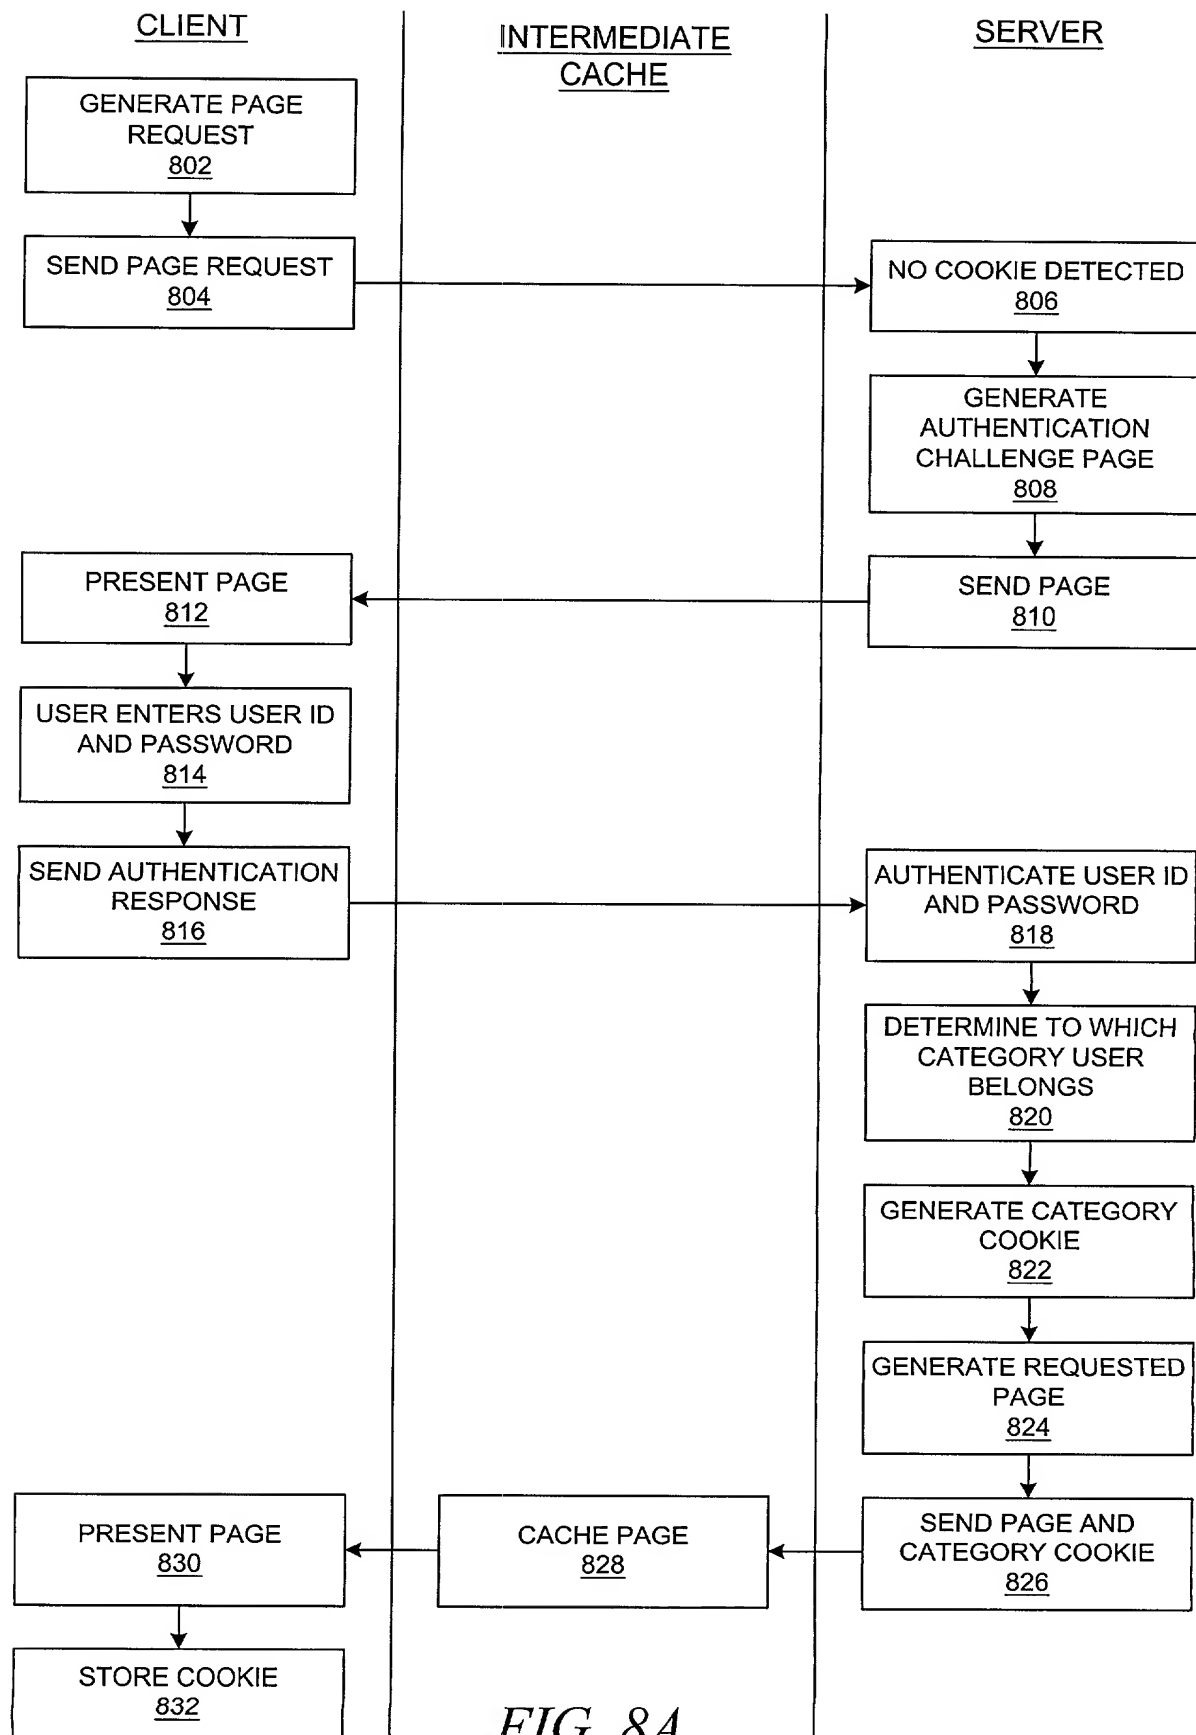 CLIENT
INTERMEDIATE
CACHE
SERVER
GENERATE PAGE
REQUEST
802
SEND PAGE REQUEST
804
NO COOKIE DETECTED
806
GENERATE
AUTHENTICATION
CHALLENGE PAGE
808
PRESENT PAGE
812
SEND PAGE
810
USER ENTERS USER ID
AND PASSWORD
814
SEND AUTHENTICATION
RESPONSE
816
AUTHENTICATE USER ID
AND PASSWORD
818
DETERMINE TO WHICH
CATEGORY USER
BELONGS
820
GENERATE CATEGORY
COOKIE
822
GENERATE REQUESTED
PAGE
824
PRESENT PAGE
830
CACHE PAGE
828
SEND PAGE AND
CATEGORY COOKIE
826
STORE COOKIE
832
FIG. 8A